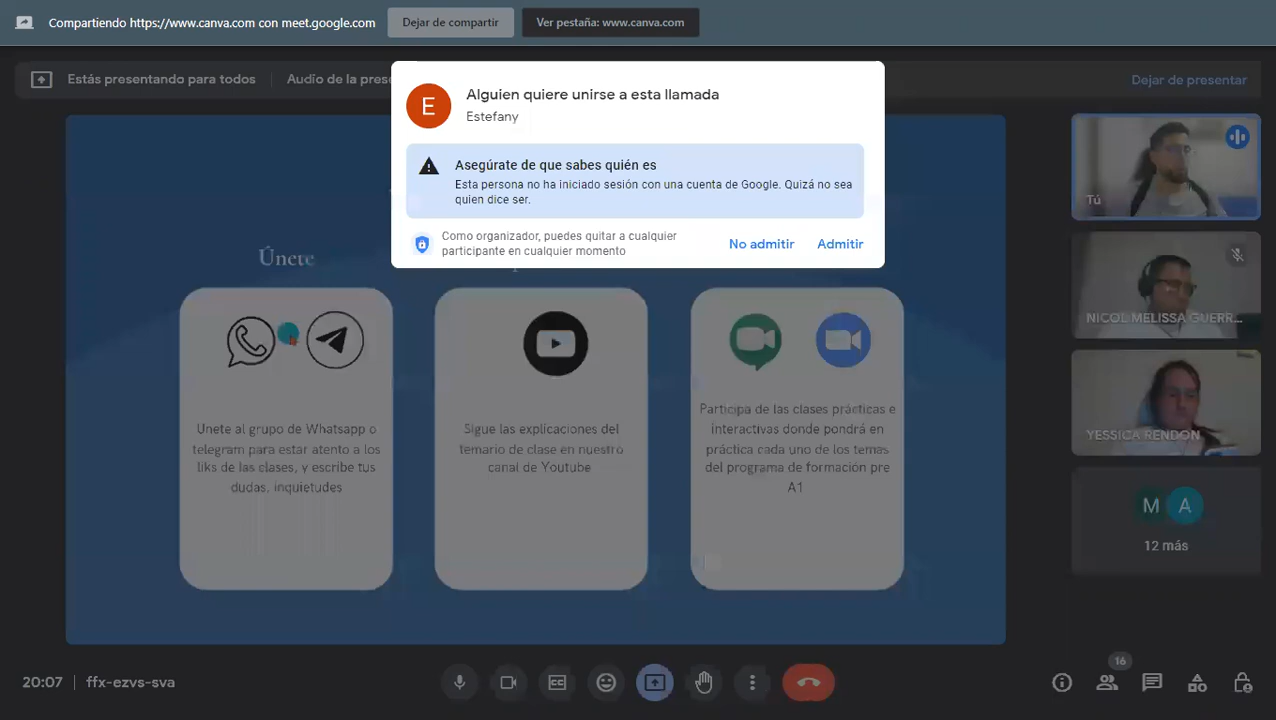 Compartiendo https://www.canva.com con meet.google.com
Dejar de compartir
Ver pestaña: www.canva.com
Estás presentando para todos
Audio de la prese
Dejar de presentar
E
Alguien quiere unirse a esta llamada
Estefany
Asegúrate de que sabes quién es
Esta persona no ha iniciado sesión con una cuenta de Google. Quizá no sea
quien dice ser.
Como organizador, puedes quitar a cualquier
participante en cualquier momento
No admitir
Admitir
Únete
Unete al grupo de Whatsapp o
telegram para estar atento a los
liks de las clases, y escribe tus
dudas, inquietudes
Sigue las explicaciones del
temario de clase en nuestro
canal de Youtube
Participa de las clases prácticas e
interactivas donde pondrá en
práctica cada uno de los temas
del programa de formación pre
A1
Tú
NICOL MELISSA GUERR...
YESSICA RENDON
M
A
12 más
20:07
ffx-ezvs-sva
CC
16